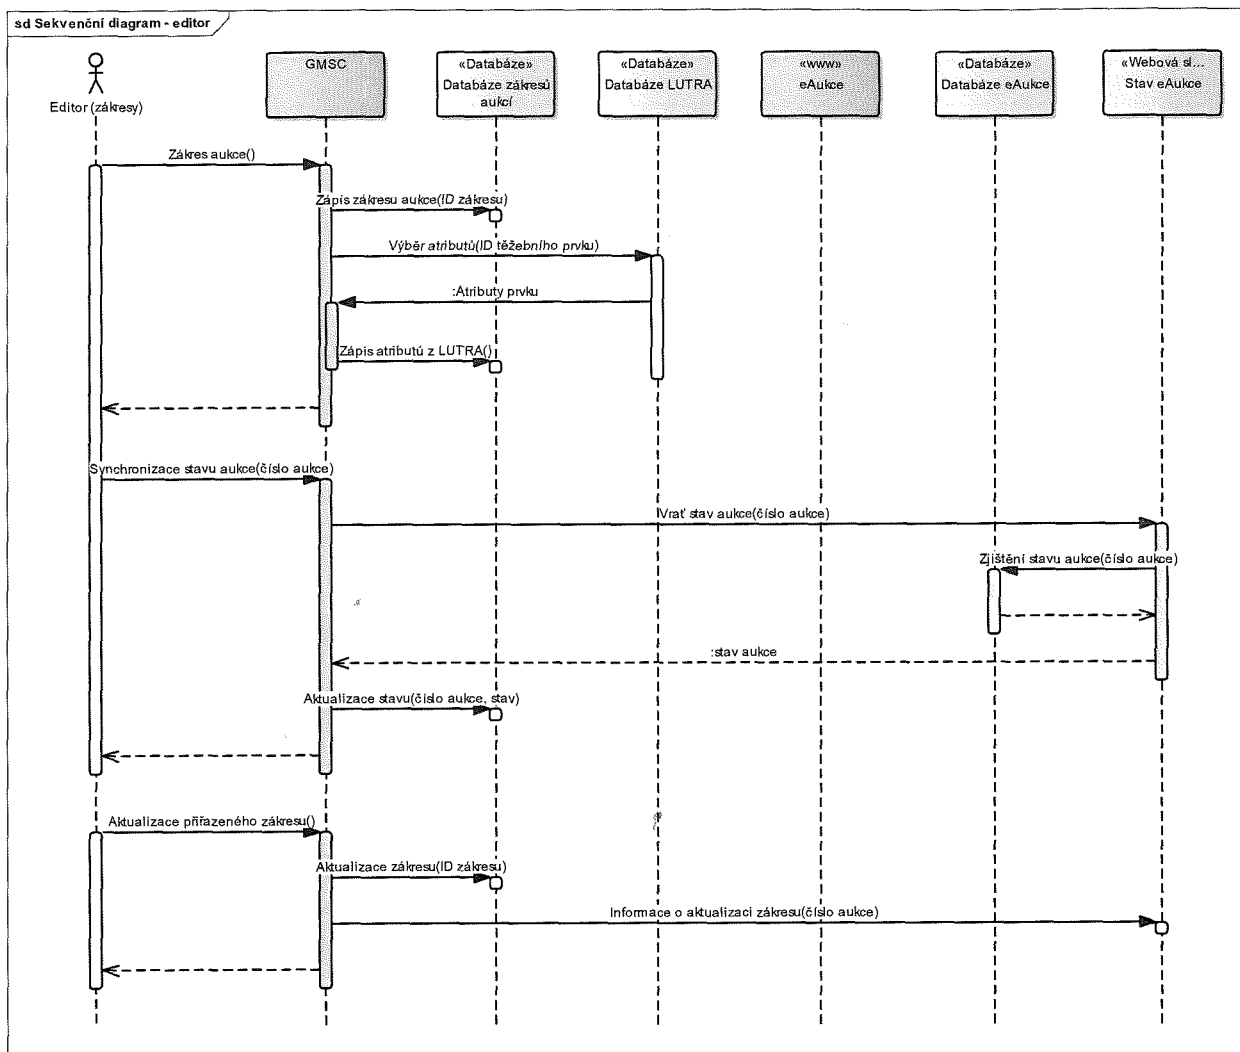 sd Sekvenční diagram - editor
Editor (zákresy)
GMSC
«Databáze»
Databáze zákresů
aukcí
«Databáze»
Databáze LUTRA
«www»
eAukce
«Databáze»
Databáze eAukce
«Webová sl...
Stav eAukce
Zákres aukce()
Zápis zákresu aukce(ID zákresu)
Výběr atributů(ID těžebního prvku)
:Atributy prvku
Zápis atributů z LUTRA()
Synchronizace stavu aukce(číslo aukce)
Vrať stav aukce(číslo aukce)
Zjištění stavu aukce(číslo aukce)
:stav aukce
Aktualizace stavu(číslo aukce, stav)
Aktualizace přiřazeného zákresu()
Aktualizace zákresu(ID zákresu)
Informace o aktualizaci zákresu(číslo aukce)